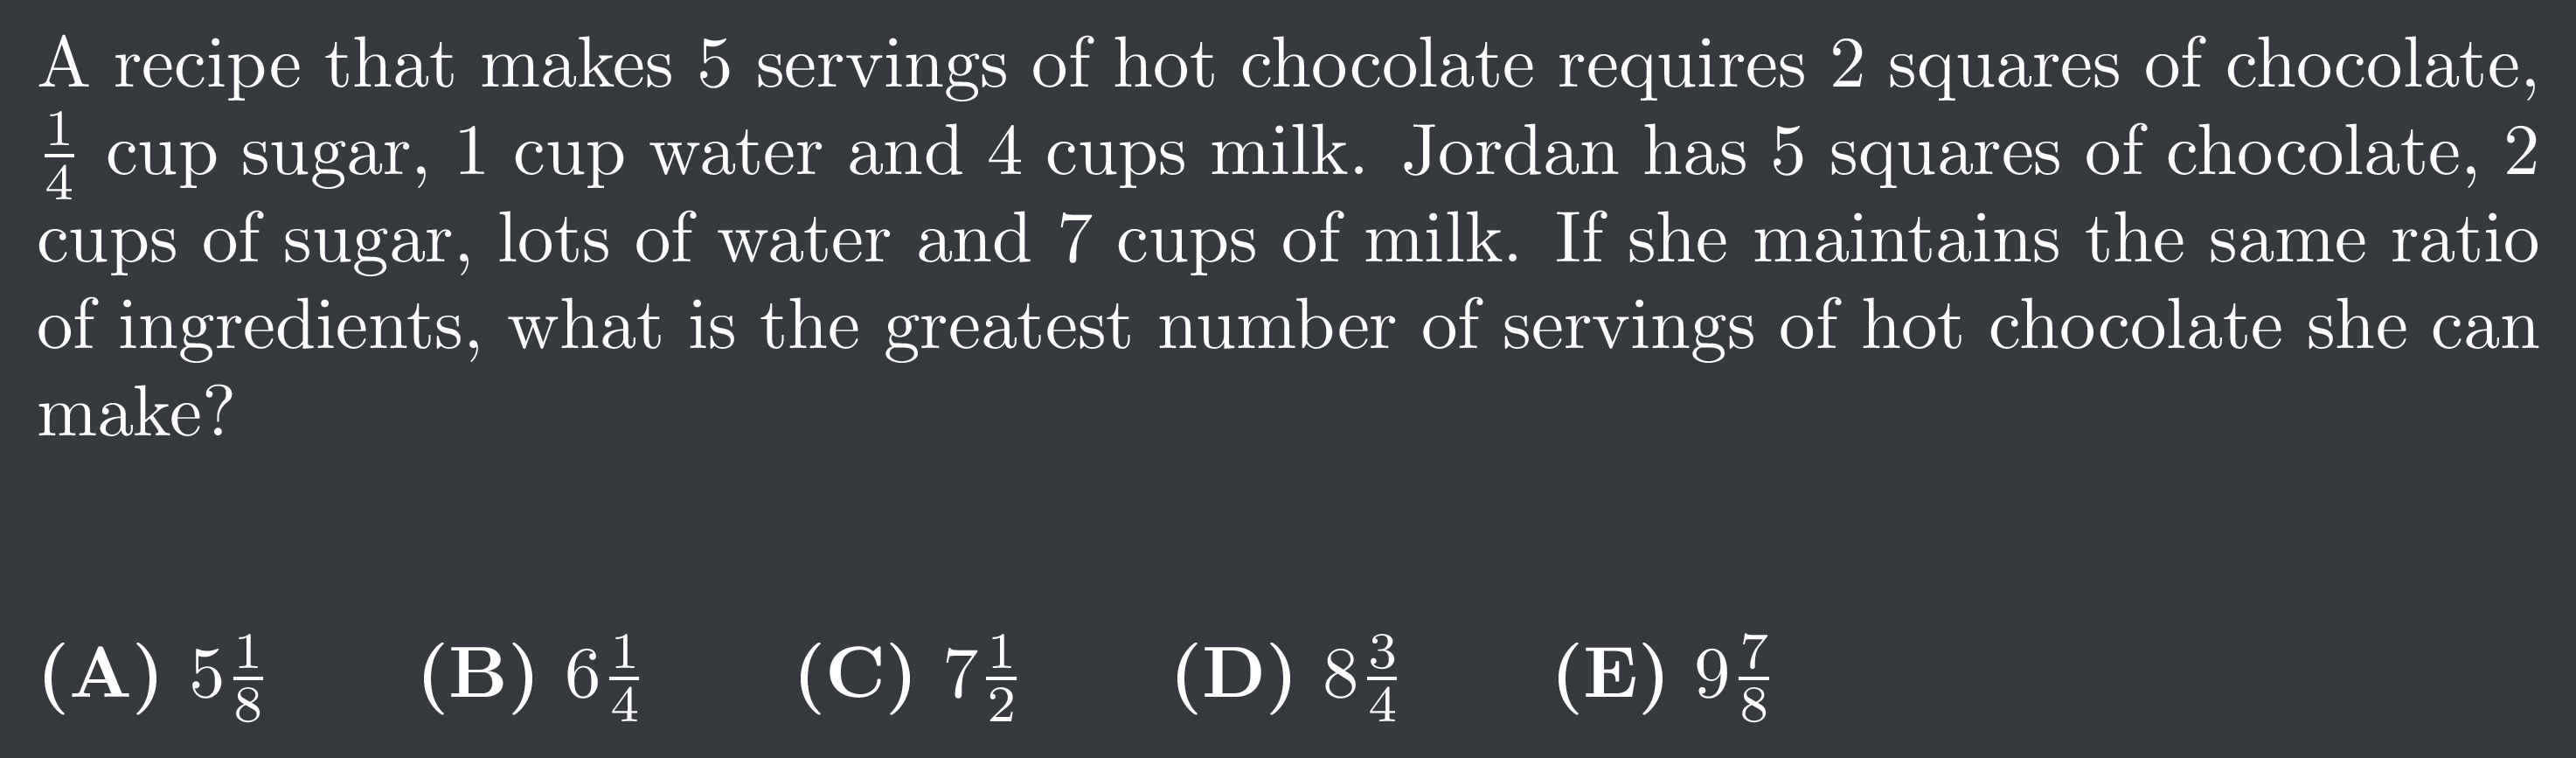 A recipe that makes 5 servings of hot chocolate requires 2 squares of chocolate,
$\frac{1}{4}$ cup sugar, 1 cup water and 4 cups milk. Jordan has 5 squares of chocolate, 2
cups of sugar, lots of water and 7 cups of milk. If she maintains the same ratio
of ingredients, what is the greatest number of servings of hot chocolate she can
make?
(A) $5\frac{1}{8}$ (B) $6\frac{1}{4}$ (C) $7\frac{1}{2}$ (D) $8\frac{3}{4}$ (E) $9\frac{7}{8}$